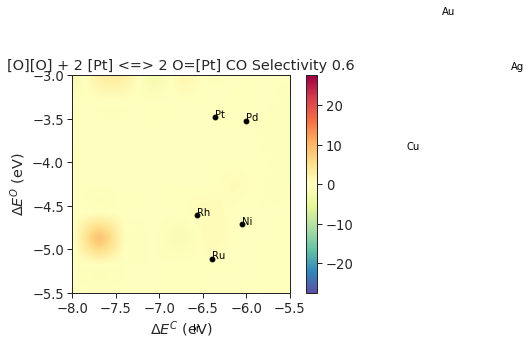 Au
Ag
[O][O] + 2 [Pt] <=> 2 O=[Pt] CO Selectivity 0.6
−3.0
−3.5
−4.0
−4.5
−5.0
−5.5
ΔE^O (eV)
Pt
Pd
Cu
Rh
Ni
Ru
20
10
0
−10
−20
−8.0 −7.5 −7.0 −6.5 −6.0 −5.5
ΔE^C (eV)
Ir